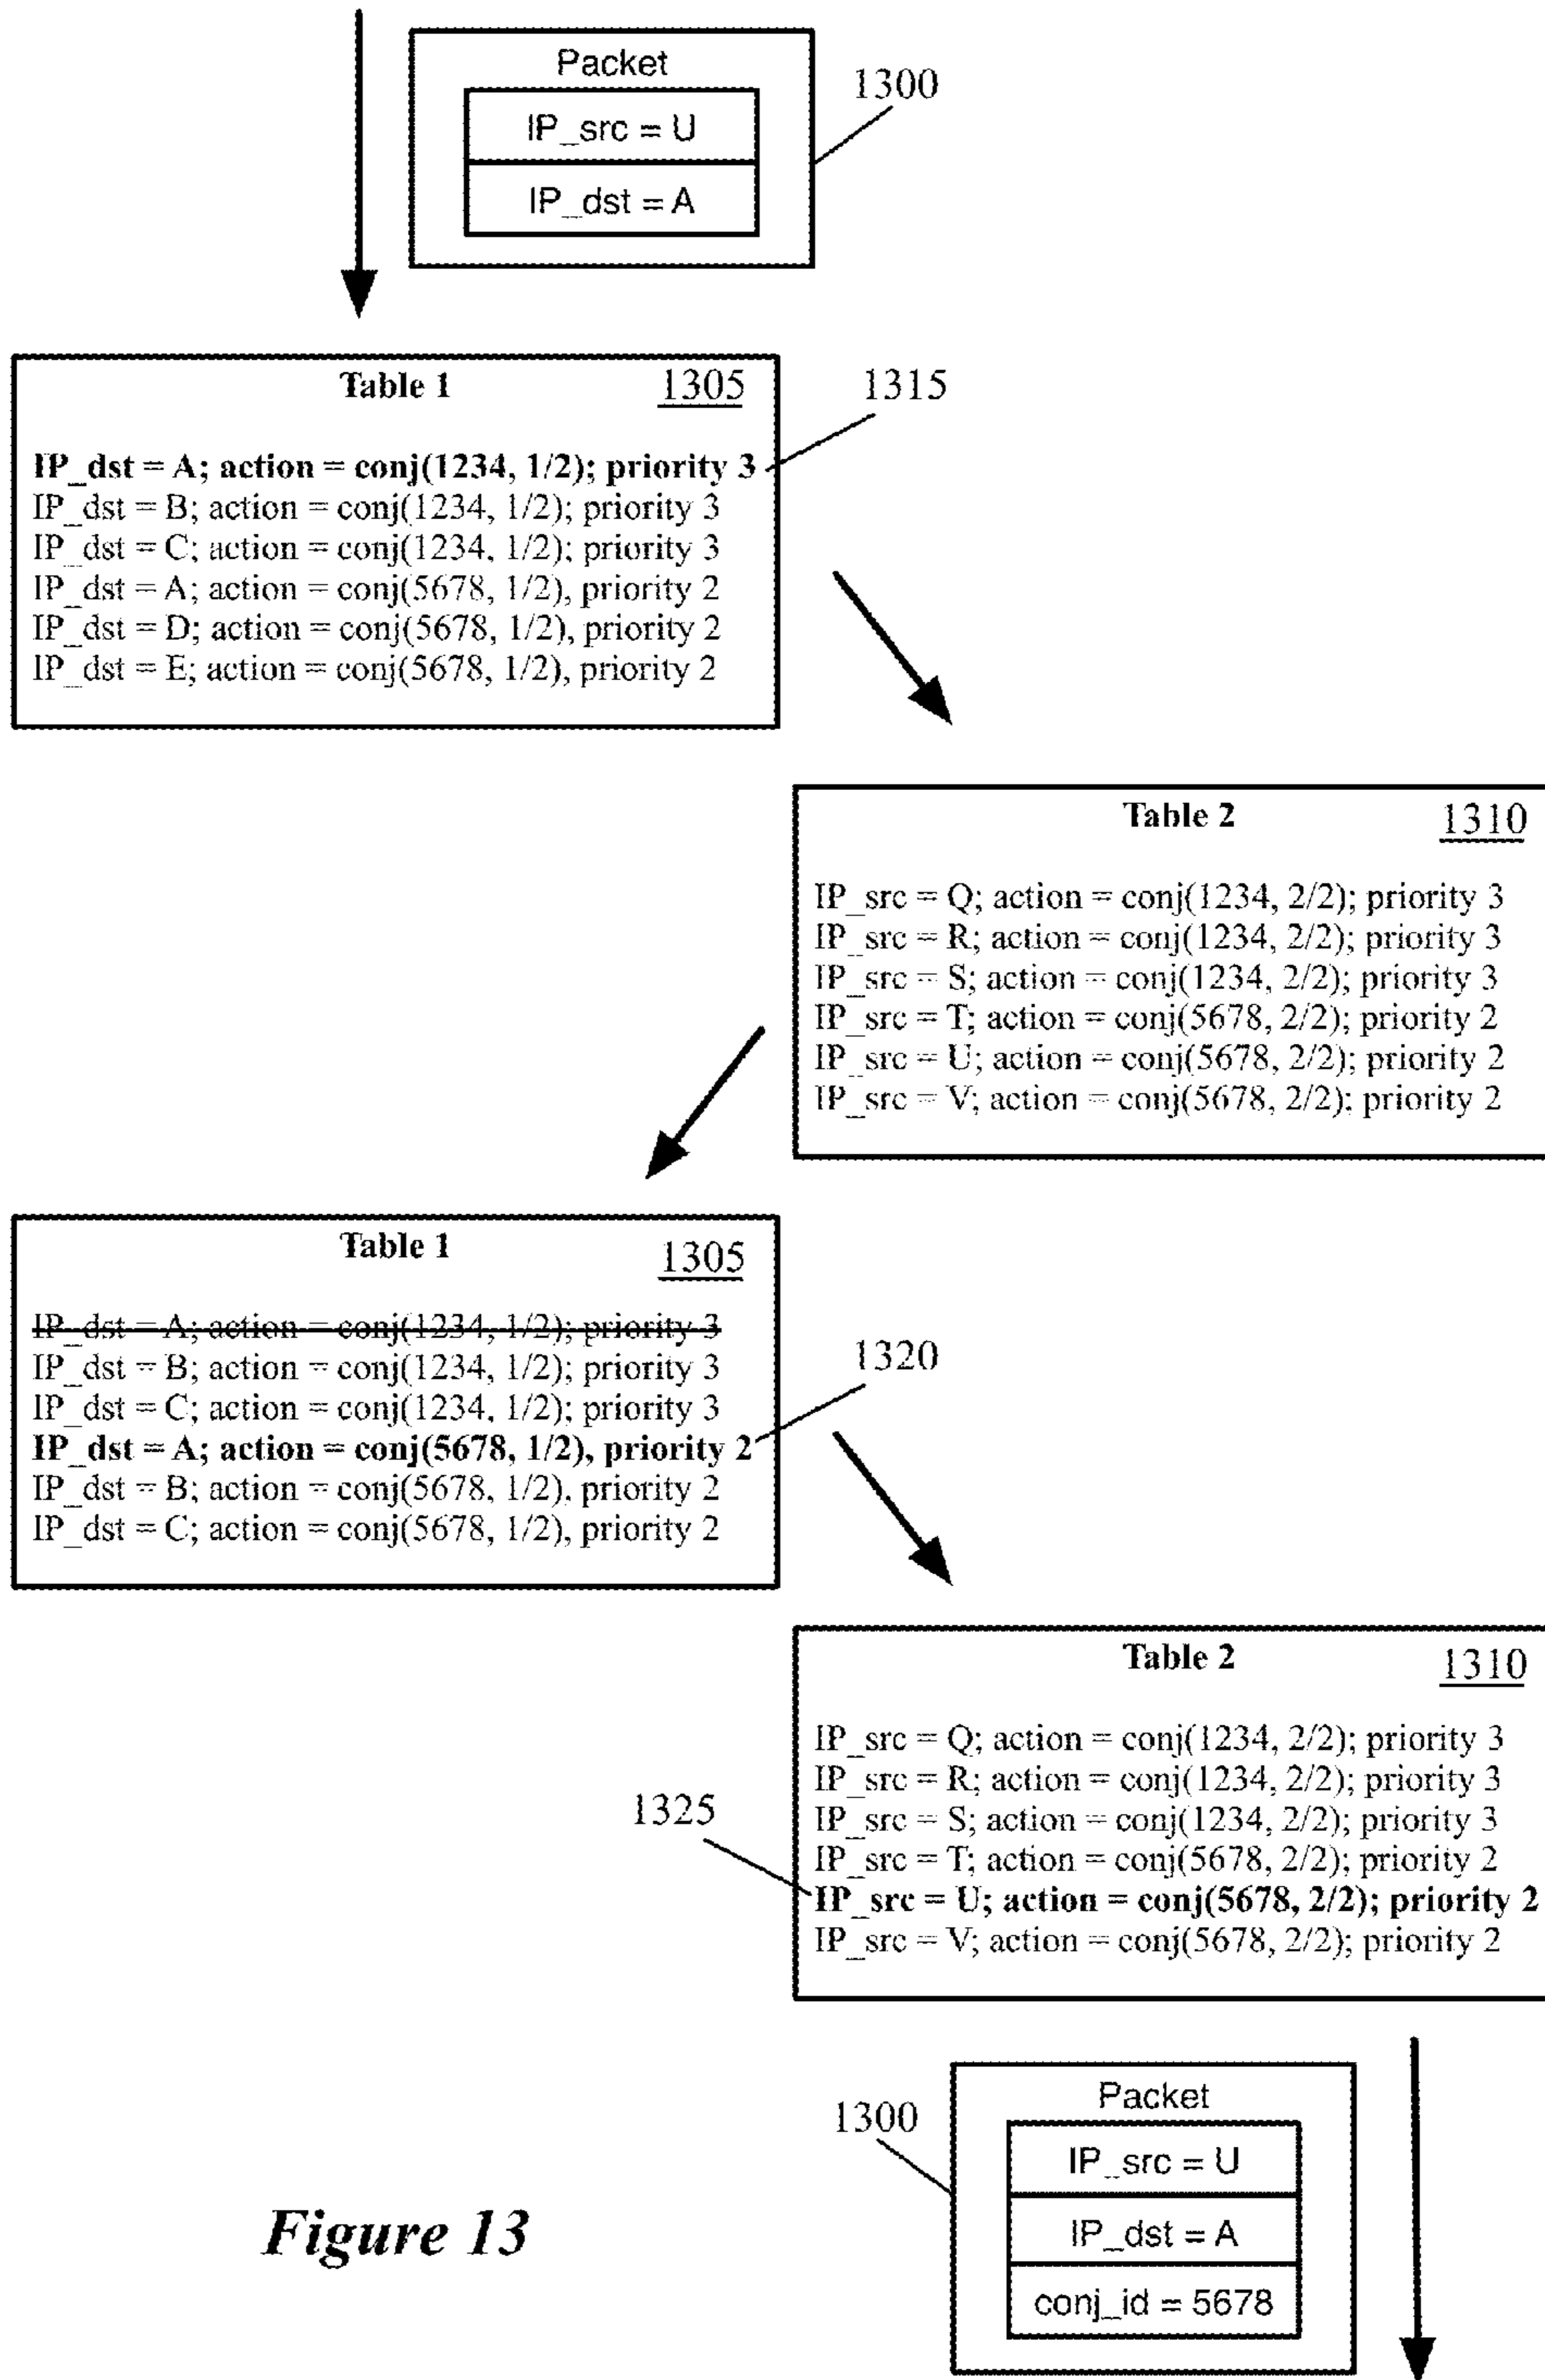 Packet
1300
IP_src = U
IP_dst = A
Table 1
1305
1315
IP_dst = A; action = conj(1234, 1/2); priority 3
IP_dst = B; action = conj(1234, 1/2); priority 3
IP_dst = C; action = conj(1234, 1/2); priority 3
IP_dst = A; action = conj(5678, 1/2), priority 2
IP_dst = D; action = conj(5678, 1/2), priority 2
IP_dst = E; action = conj(5678, 1/2), priority 2
Table 2
1310
IP_src = Q; action = conj(1234, 2/2); priority 3
IP_src = R; action = conj(1234, 2/2); priority 3
IP_src = S; action = conj(1234, 2/2); priority 3
IP_src = T; action = conj(5678, 2/2); priority 2
IP_src = U; action = conj(5678, 2/2); priority 2
IP_src = V; action = conj(5678, 2/2); priority 2
Table 1
1305
IP_dst = A; action = conj(1234, 1/2); priority 3
IP_dst = B; action = conj(1234, 1/2); priority 3
1320
IP_dst = C; action = conj(1234, 1/2); priority 3
IP_dst = A; action = conj(5678, 1/2), priority 2
IP_dst = B; action = conj(5678, 1/2), priority 2
IP_dst = C; action = conj(5678, 1/2), priority 2
Table 2
1310
IP_src = Q; action = conj(1234, 2/2); priority 3
IP_src = R; action = conj(1234, 2/2); priority 3
1325
IP_src = S; action = conj(1234, 2/2); priority 3
IP_src = T; action = conj(5678, 2/2); priority 2
IP_src = U; action = conj(5678, 2/2); priority 2
IP_src = V; action = conj(5678, 2/2); priority 2
Packet
1300
IP_src = U
IP_dst = A
conj_id = 5678
Figure 13